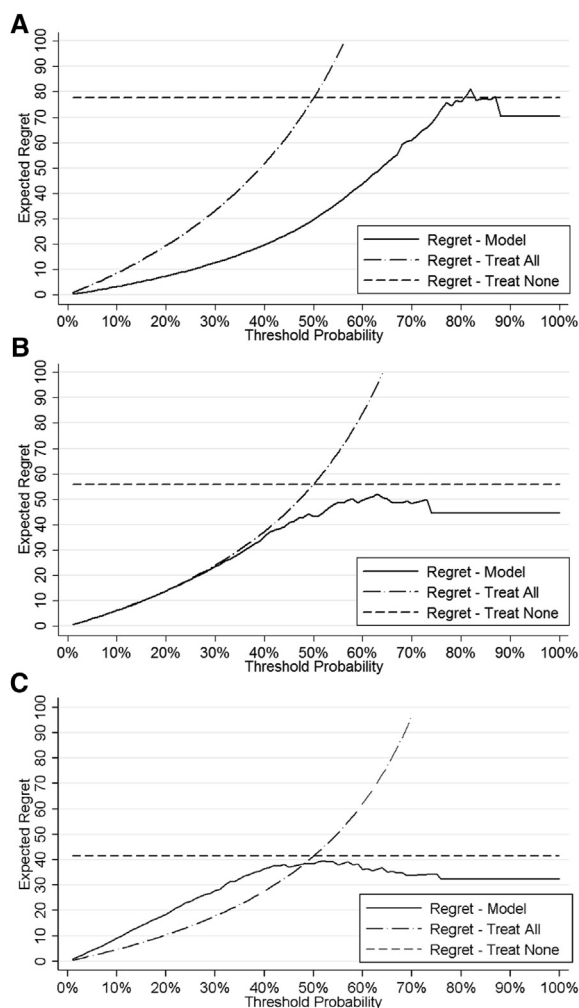 A
Expected Regret
0 10 20 30 40 50 60 70 80 90 100
Regret - Model
Regret - Treat All
Regret - Treat None
0% 10% 20% 30% 40% 50% 60% 70% 80% 90% 100%
Threshold Probability
B
Expected Regret
0 10 20 30 40 50 60 70 80 90 100
Regret - Model
Regret - Treat All
Regret - Treat None
0% 10% 20% 30% 40% 50% 60% 70% 80% 90% 100%
Threshold Probability
C
Expected Regret
0 10 20 30 40 50 60 70 80 90 100
Regret - Model
Regret - Treat All
Regret - Treat None
0% 10% 20% 30% 40% 50% 60% 70% 80% 90% 100%
Threshold Probability